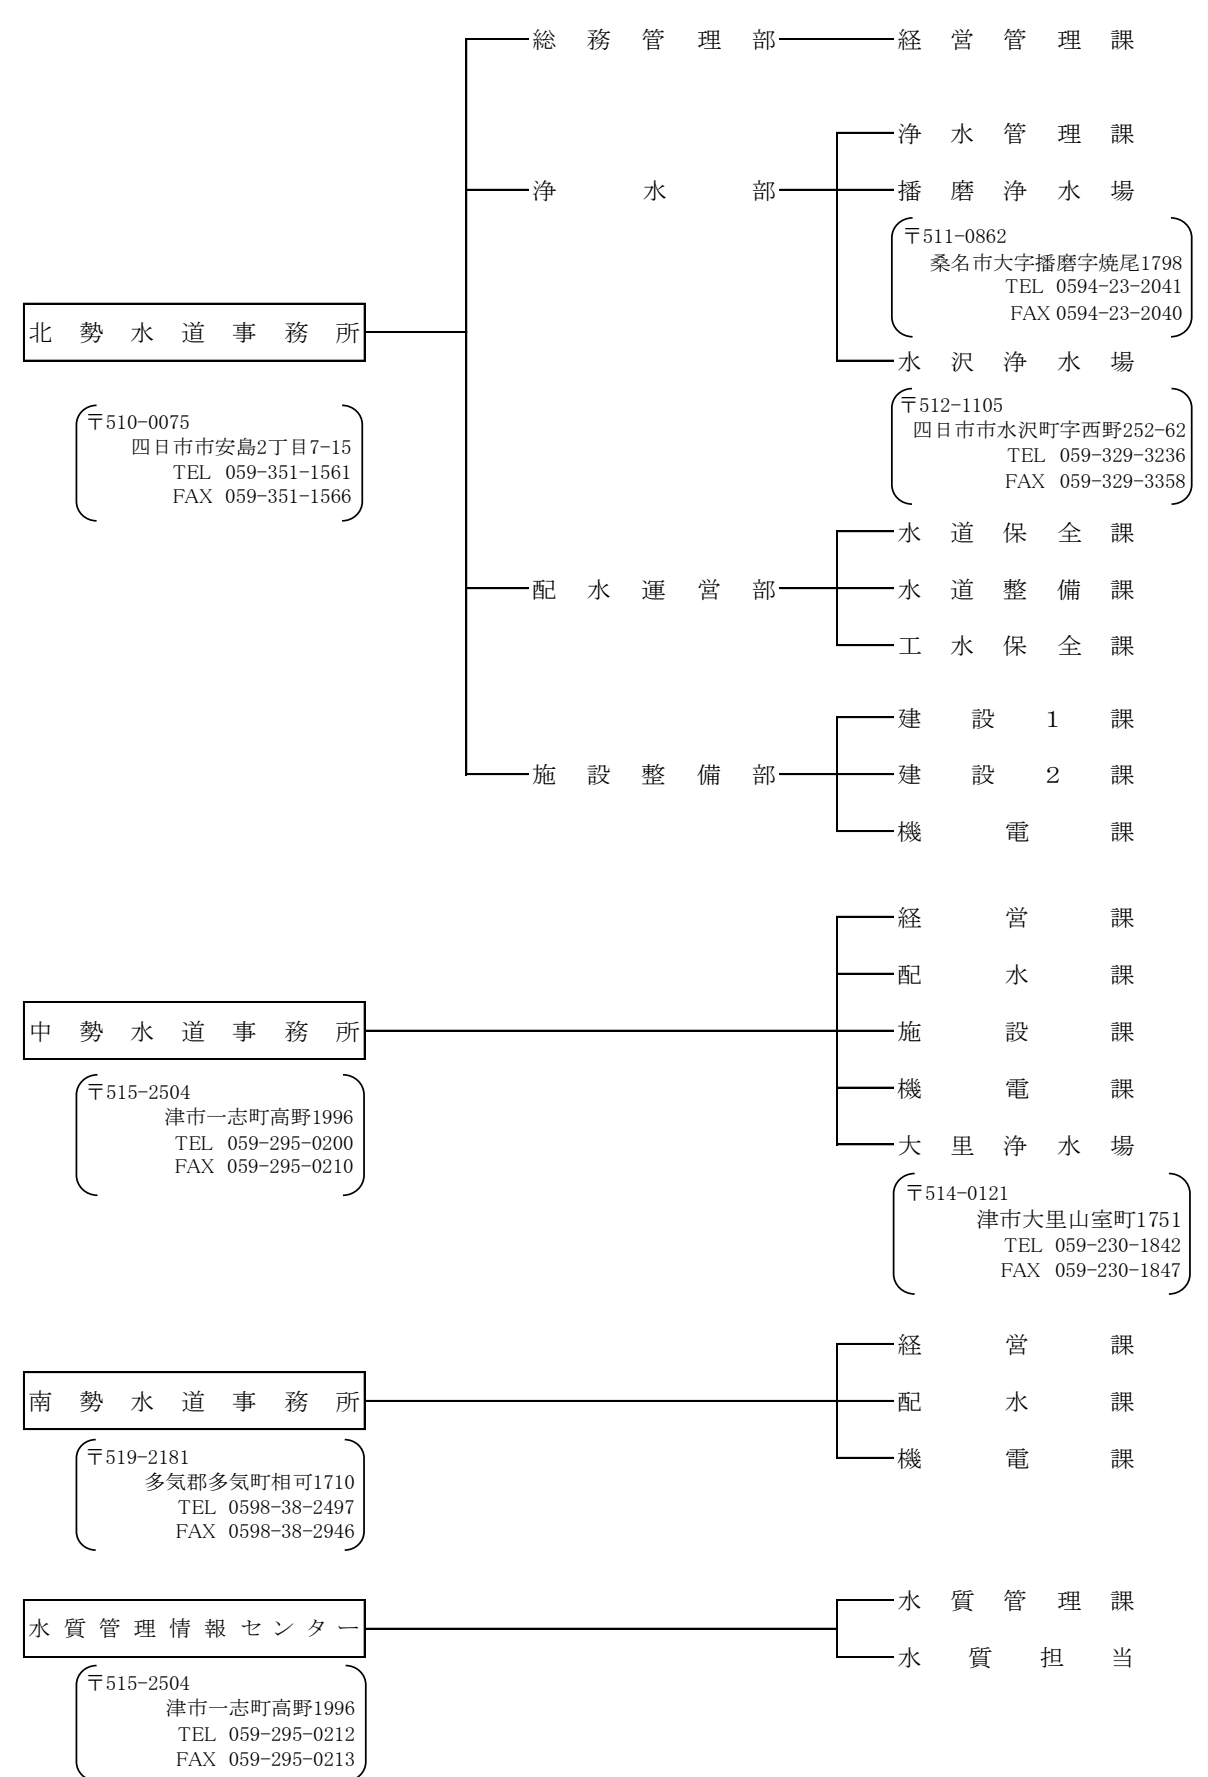 総務管理部 経営管理課
浄水管理課
浄水部 播磨浄水場
〒511-0862
桑名市大字播磨字焼尾1798
TEL 0594-23-2041
FAX 0594-23-2040
北勢水道事務所
水沢浄水場
〒510-0075
四日市市安島2丁目7-15
TEL 059-351-1561
FAX 059-351-1566
〒512-1105
四日市市水沢町字西野252-62
TEL 059-329-3236
FAX 059-329-3358
水道保全課
配水運営部 水道整備課
工水保全課
建設1課
施設整備部 建設2課
機電課
経営課
配水課
中勢水道事務所 施設課
〒515-2504
津市一志町高野1996
TEL 059-295-0200
FAX 059-295-0210
機電課
大里浄水場
〒514-0121
津市大里山室町1751
TEL 059-230-1842
FAX 059-230-1847
経営課
南勢水道事務所 配水課
機電課
〒519-2181
多気郡多気町相可1710
TEL 0598-38-2497
FAX 0598-38-2946
水質管理課
水質管理情報センター
水質担当
〒515-2504
津市一志町高野1996
TEL 059-295-0212
FAX 059-295-0213